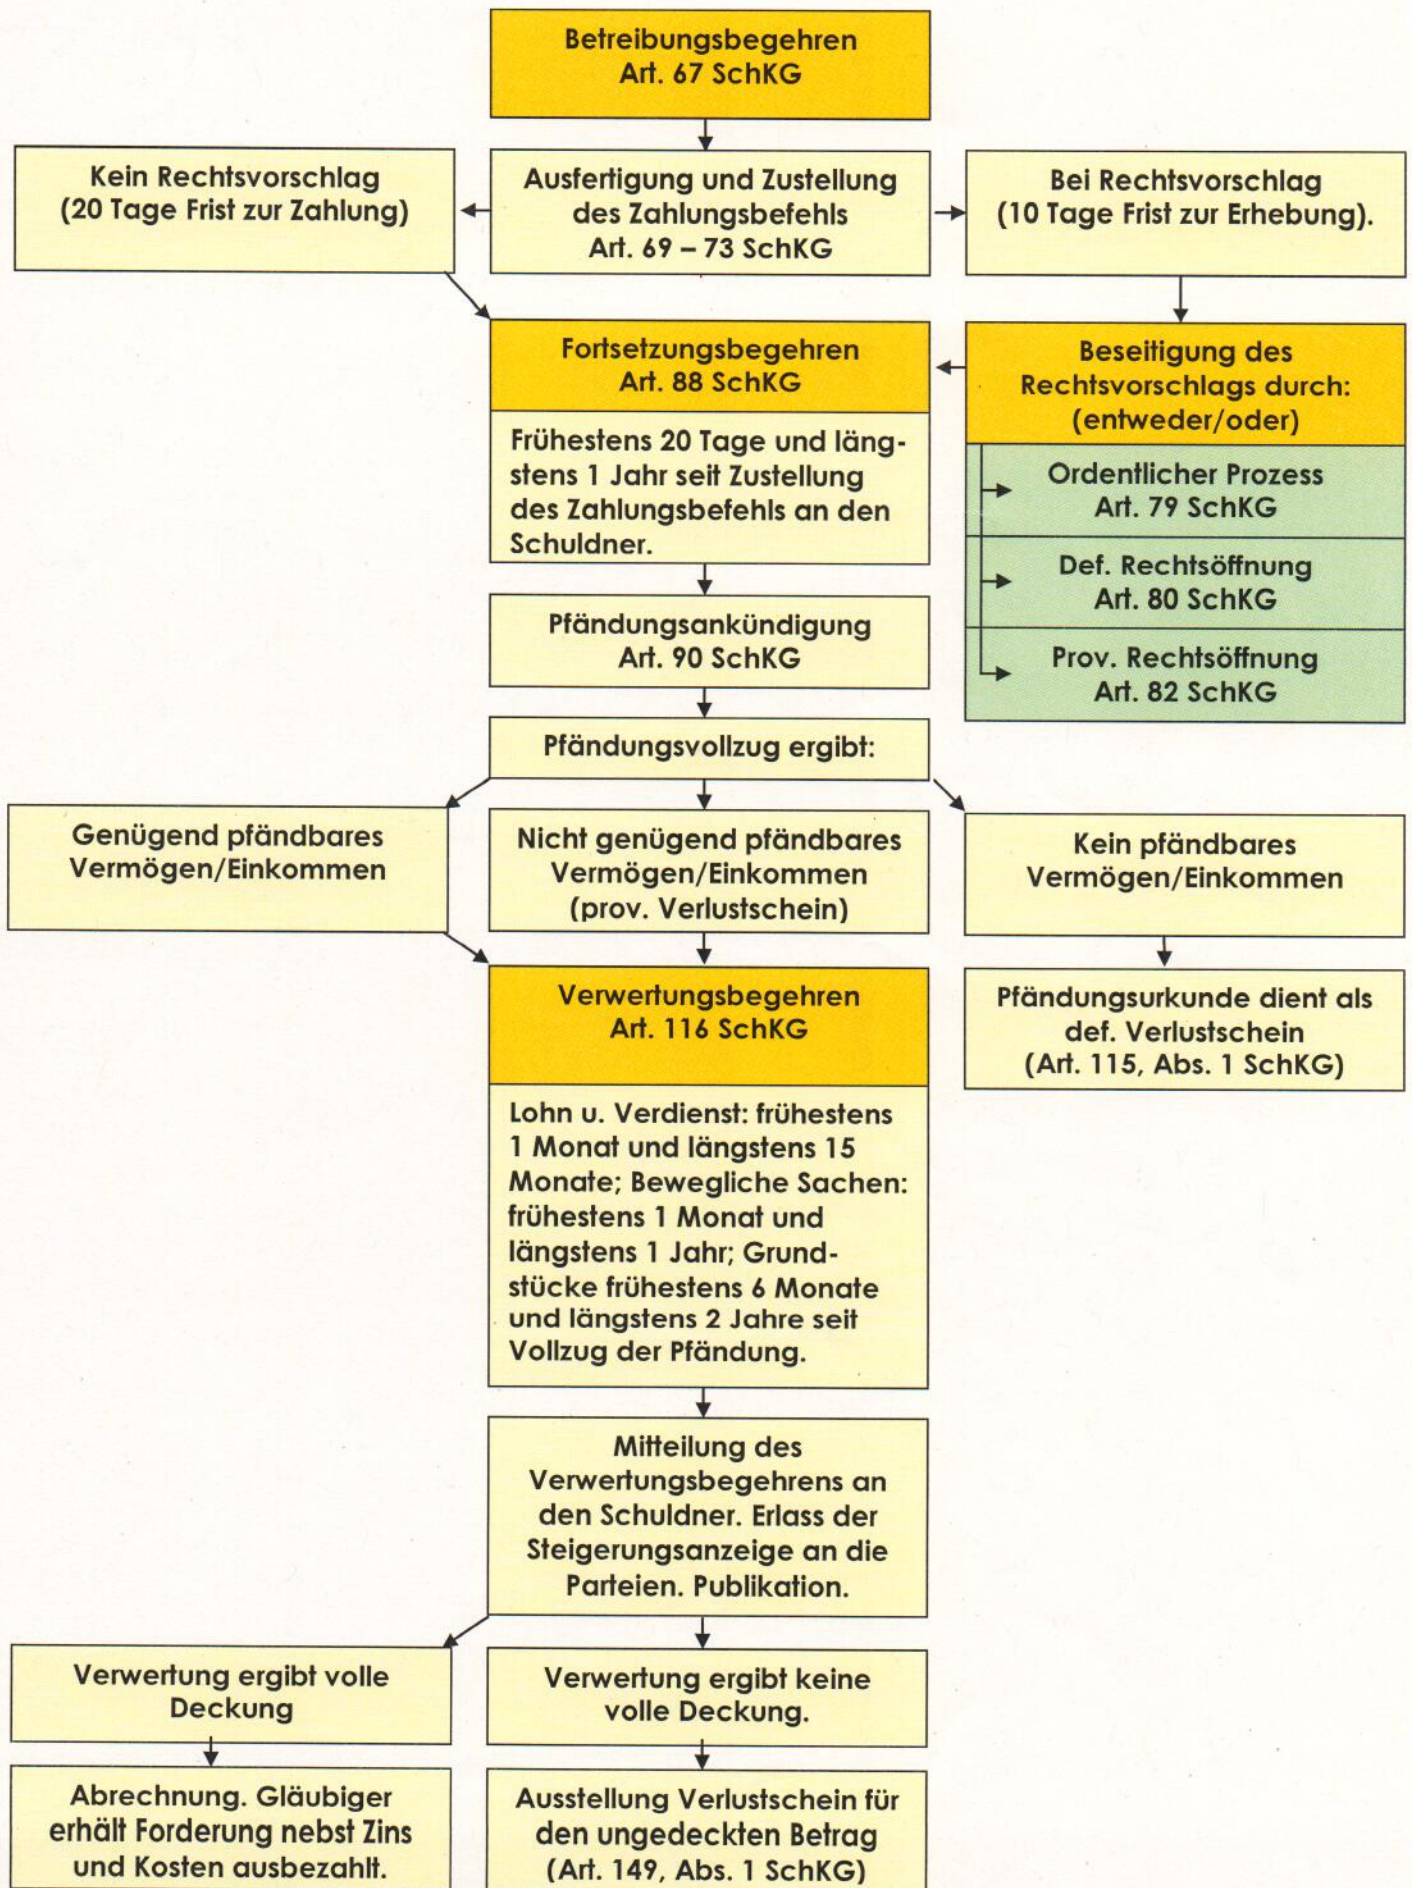 Betreibungsbegehren
Art. 67 SchKG
Kein Rechtsvorschlag
(20 Tage Frist zur Zahlung)
Ausfertigung und Zustellung
des Zahlungsbefehls
Art. 69 – 73 SchKG
Bei Rechtsvorschlag
(10 Tage Frist zur Erhebung).
Fortsetzungsbegehren
Art. 88 SchKG
Frühestens 20 Tage und läng-
stens 1 Jahr seit Zustellung
des Zahlungsbefehls an den
Schuldner.
Beseitigung des
Rechtsvorschlags durch:
(entweder/oder)
Ordentlicher Prozess
Art. 79 SchKG
Def. Rechtsöffnung
Art. 80 SchKG
Prov. Rechtsöffnung
Art. 82 SchKG
Pfändungsankündigung
Art. 90 SchKG
Pfändungsvollzug ergibt:
Genügend pfändbares
Vermögen/Einkommen
Nicht genügend pfändbares
Vermögen/Einkommen
(prov. Verlustschein)
Kein pfändbares
Vermögen/Einkommen
Verwertungsbegehren
Art. 116 SchKG
Pfändungsurkunde dient als
def. Verlustschein
(Art. 115, Abs. 1 SchKG)
Lohn u. Verdienst: frühestens
1 Monat und längstens 15
Monate; Bewegliche Sachen:
frühestens 1 Monat und
längstens 1 Jahr; Grund-
stücke frühestens 6 Monate
und längstens 2 Jahre seit
Vollzug der Pfändung.
Mitteilung des
Verwertungsbegehrens an
den Schuldner. Erlass der
Steigerungsanzeige an die
Parteien. Publikation.
Verwertung ergibt volle
Deckung
Verwertung ergibt keine
volle Deckung.
Abrechnung. Gläubiger
erhält Forderung nebst Zins
und Kosten ausbezahlt.
Ausstellung Verlustschein für
den ungedeckten Betrag
(Art. 149, Abs. 1 SchKG)